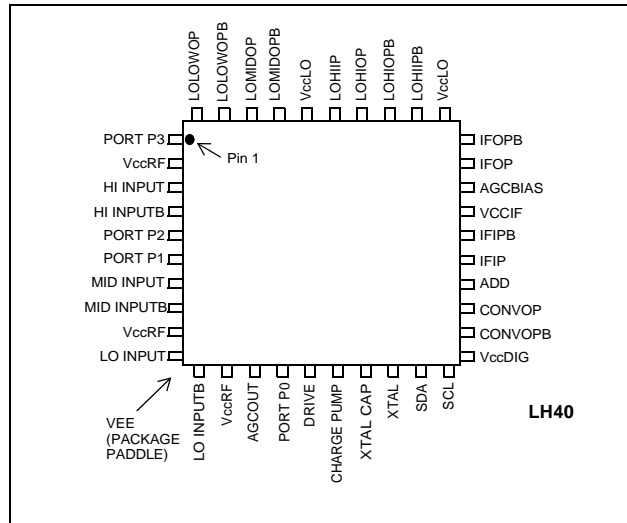 LOLOWOP
LOLOWOPB
LOMIDOP
LOMIDOPB
VccLO
LOHIIP
LOHIOP
LOHIOPB
LOHIIPB
VccLO
PORT P3
VccRF
HI INPUT
HI INPUTB
PORT P2
PORT P1
MID INPUT
MID INPUTB
VccRF
LO INPUT
Pin 1
IFOPB
IFOP
AGCBIAS
VCCIF
IFIPB
IFIP
ADD
CONVOP
CONVOPB
VccDIG
VEE
(PACKAGE
PADDLE)
LO INPUTB
VccRF
AGCOUT
PORT P0
DRIVE
CHARGE PUMP
XTAL CAP
XTAL
SDA
SCL
LH40